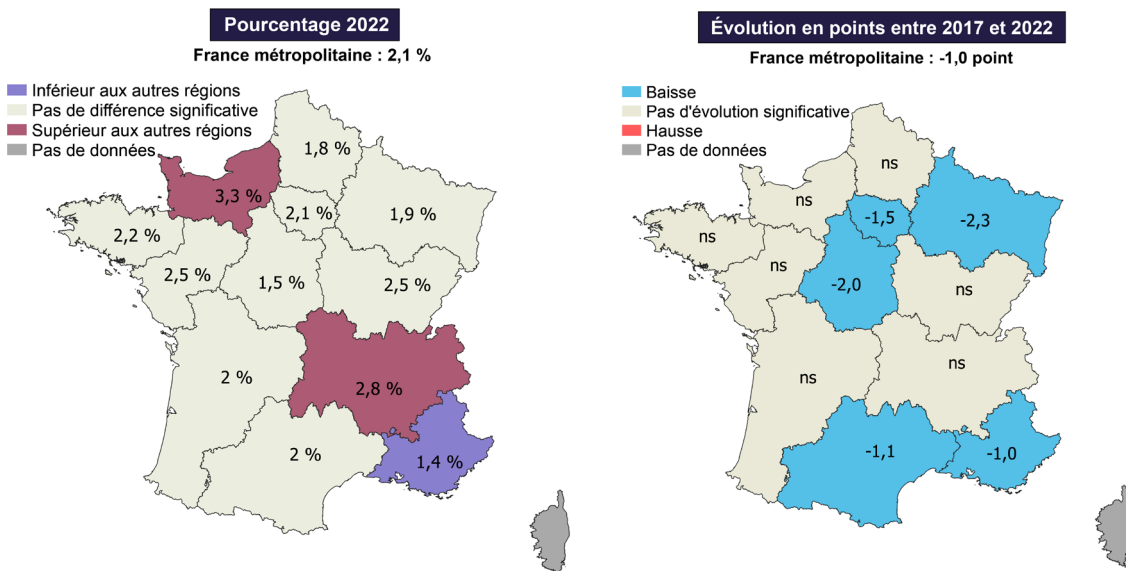 Pourcentage 2022
France métropolitaine : 2,1 %
Inférieur aux autres régions
Pas de différence significative
Supérieur aux autres régions
Pas de données
1,8 %
3,3 %
2,1 %
1,9 %
2,2 %
2,5 %
1,5 %
2,5 %
2 %
2,8 %
2 %
1,4 %
Évolution en points entre 2017 et 2022
France métropolitaine : -1,0 point
Baisse
Pas d'évolution significative
Hausse
Pas de données
ns
ns
-1,5
-2,3
ns
ns
-2,0
ns
ns
ns
-1,1
-1,0